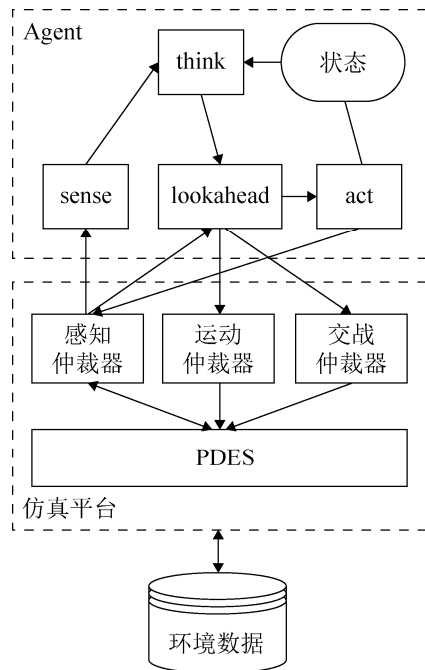 Agent
think
状态
sense
lookahead
act
感知
仲裁器
运动
仲裁器
交战
仲裁器
PDES
仿真平台
环境数据